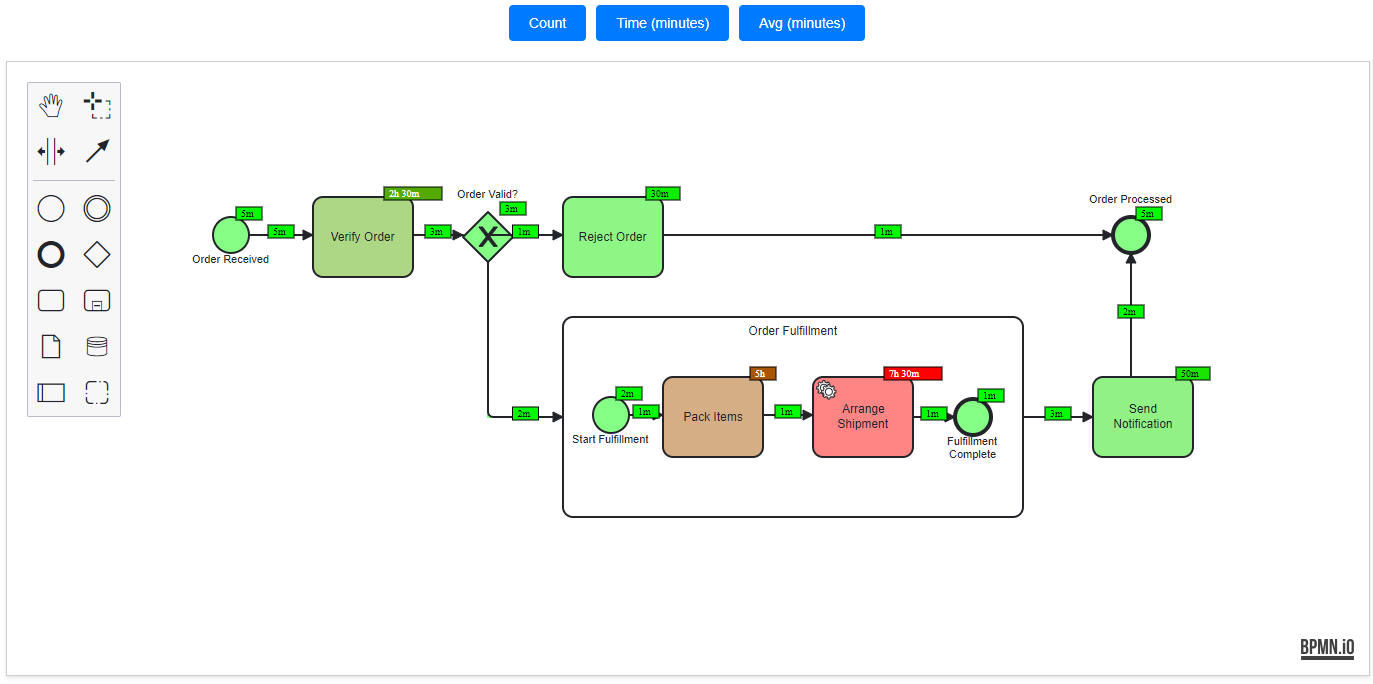 Count
Time (minutes)
Avg (minutes)
2h 30m
Order Valid?
30m
Order Processed
5m
3m
5m
5m
Verify Order
3m
X
1m
Reject Order
1m
Order Received
2m
Order Fulfillment
5h
7h 30m
50m
2m
1m
Start Fulfillment
1m
Pack Items
1m
Arrange
Shipment
1m
Fulfillment
Complete
2m
3m
Send
Notification
BPMN.iO